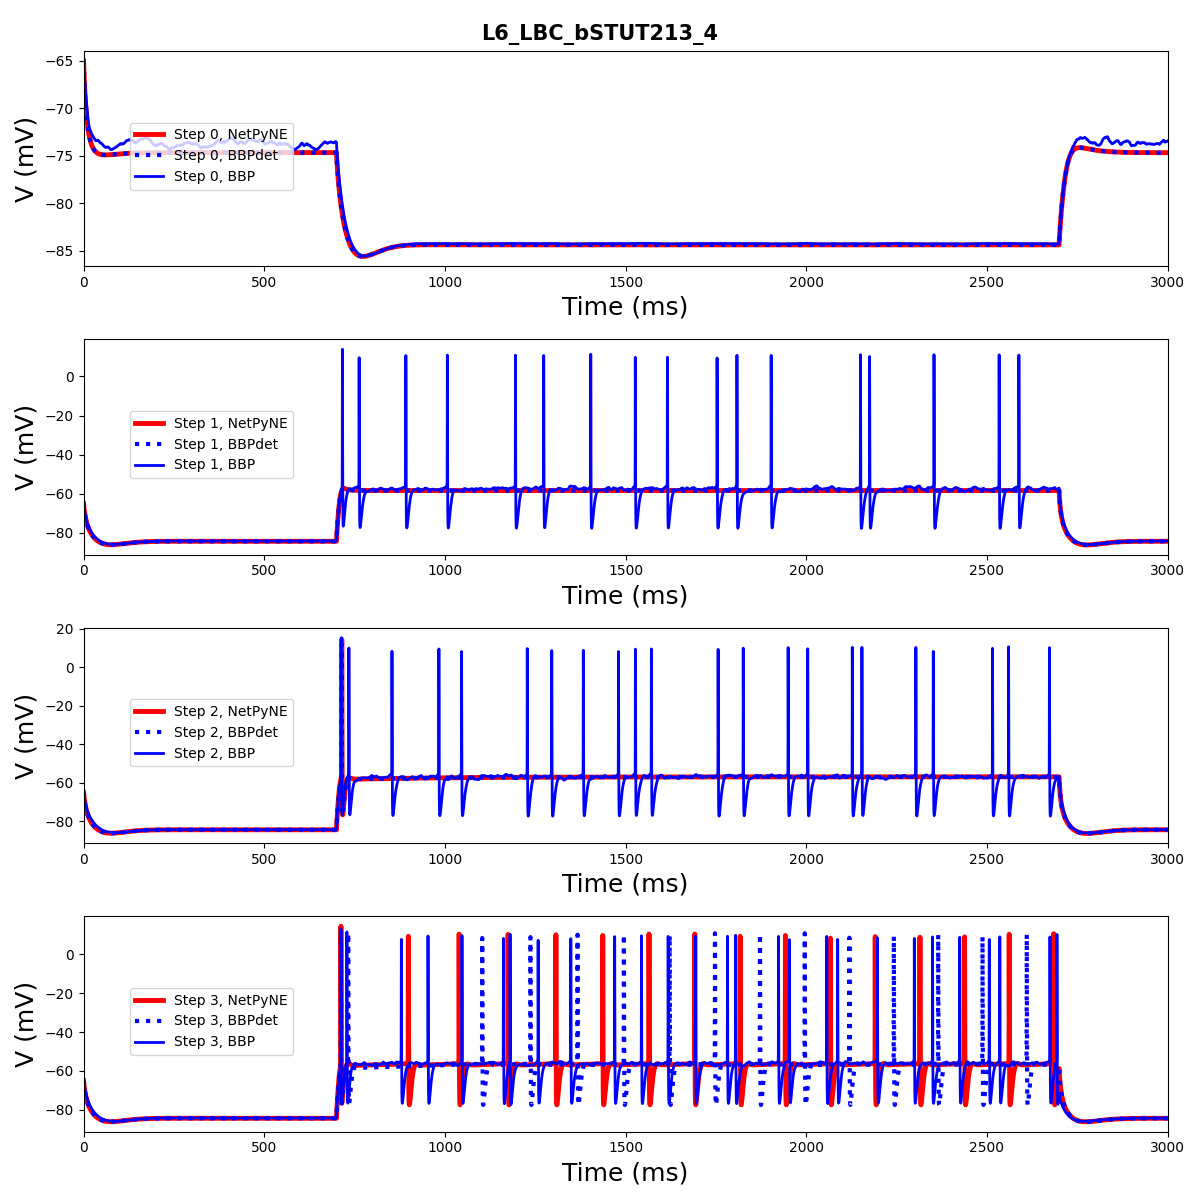 L6_LBC_bSTUT213_4
−65
−70
−75
−80
−85
V (mV)
Step 0, NetPyNE
Step 0, BBPdet
Step 0, BBP
0 500 1000 1500 2000 2500 3000
Time (ms)
0
−20
−40
−60
−80
V (mV)
Step 1, NetPyNE
Step 1, BBPdet
Step 1, BBP
0 500 1000 1500 2000 2500 3000
Time (ms)
20
0
−20
−40
−60
−80
V (mV)
Step 2, NetPyNE
Step 2, BBPdet
Step 2, BBP
0 500 1000 1500 2000 2500 3000
Time (ms)
0
−20
−40
−60
−80
V (mV)
Step 3, NetPyNE
Step 3, BBPdet
Step 3, BBP
0 500 1000 1500 2000 2500 3000
Time (ms)